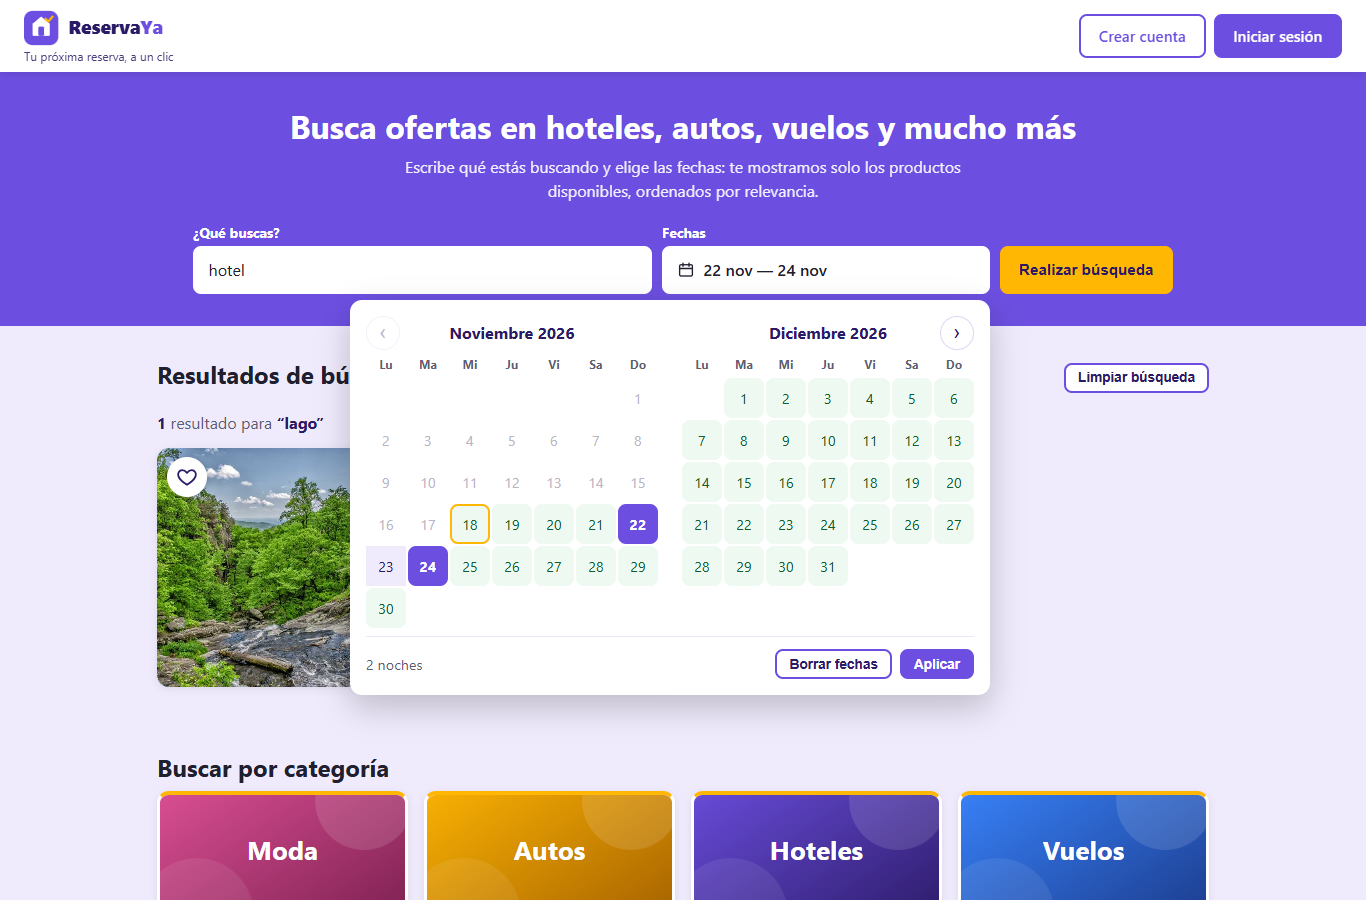 ReservaYa
Tu próxima reserva, a un clic
Crear cuenta
Iniciar sesión
Busca ofertas en hoteles, autos, vuelos y mucho más
Escribe qué estás buscando y elige las fechas: te mostramos solo los productos
disponibles, ordenados por relevancia.
¿Qué buscas?
Fechas
hotel
22 nov — 24 nov
Realizar búsqueda
Resultados de bú
Limpiar búsqueda
1 resultado para “lago”
‹
Noviembre 2026
Lu Ma Mi Ju Vi Sa Do
1
2 3 4 5 6 7 8
9 10 11 12 13 14 15
16 17 18 19 20 21 22
23 24 25 26 27 28 29
30
Diciembre 2026
›
Lu Ma Mi Ju Vi Sa Do
1 2 3 4 5 6
7 8 9 10 11 12 13
14 15 16 17 18 19 20
21 22 23 24 25 26 27
28 29 30 31
2 noches
Borrar fechas
Aplicar
Buscar por categoría
Moda
Autos
Hoteles
Vuelos